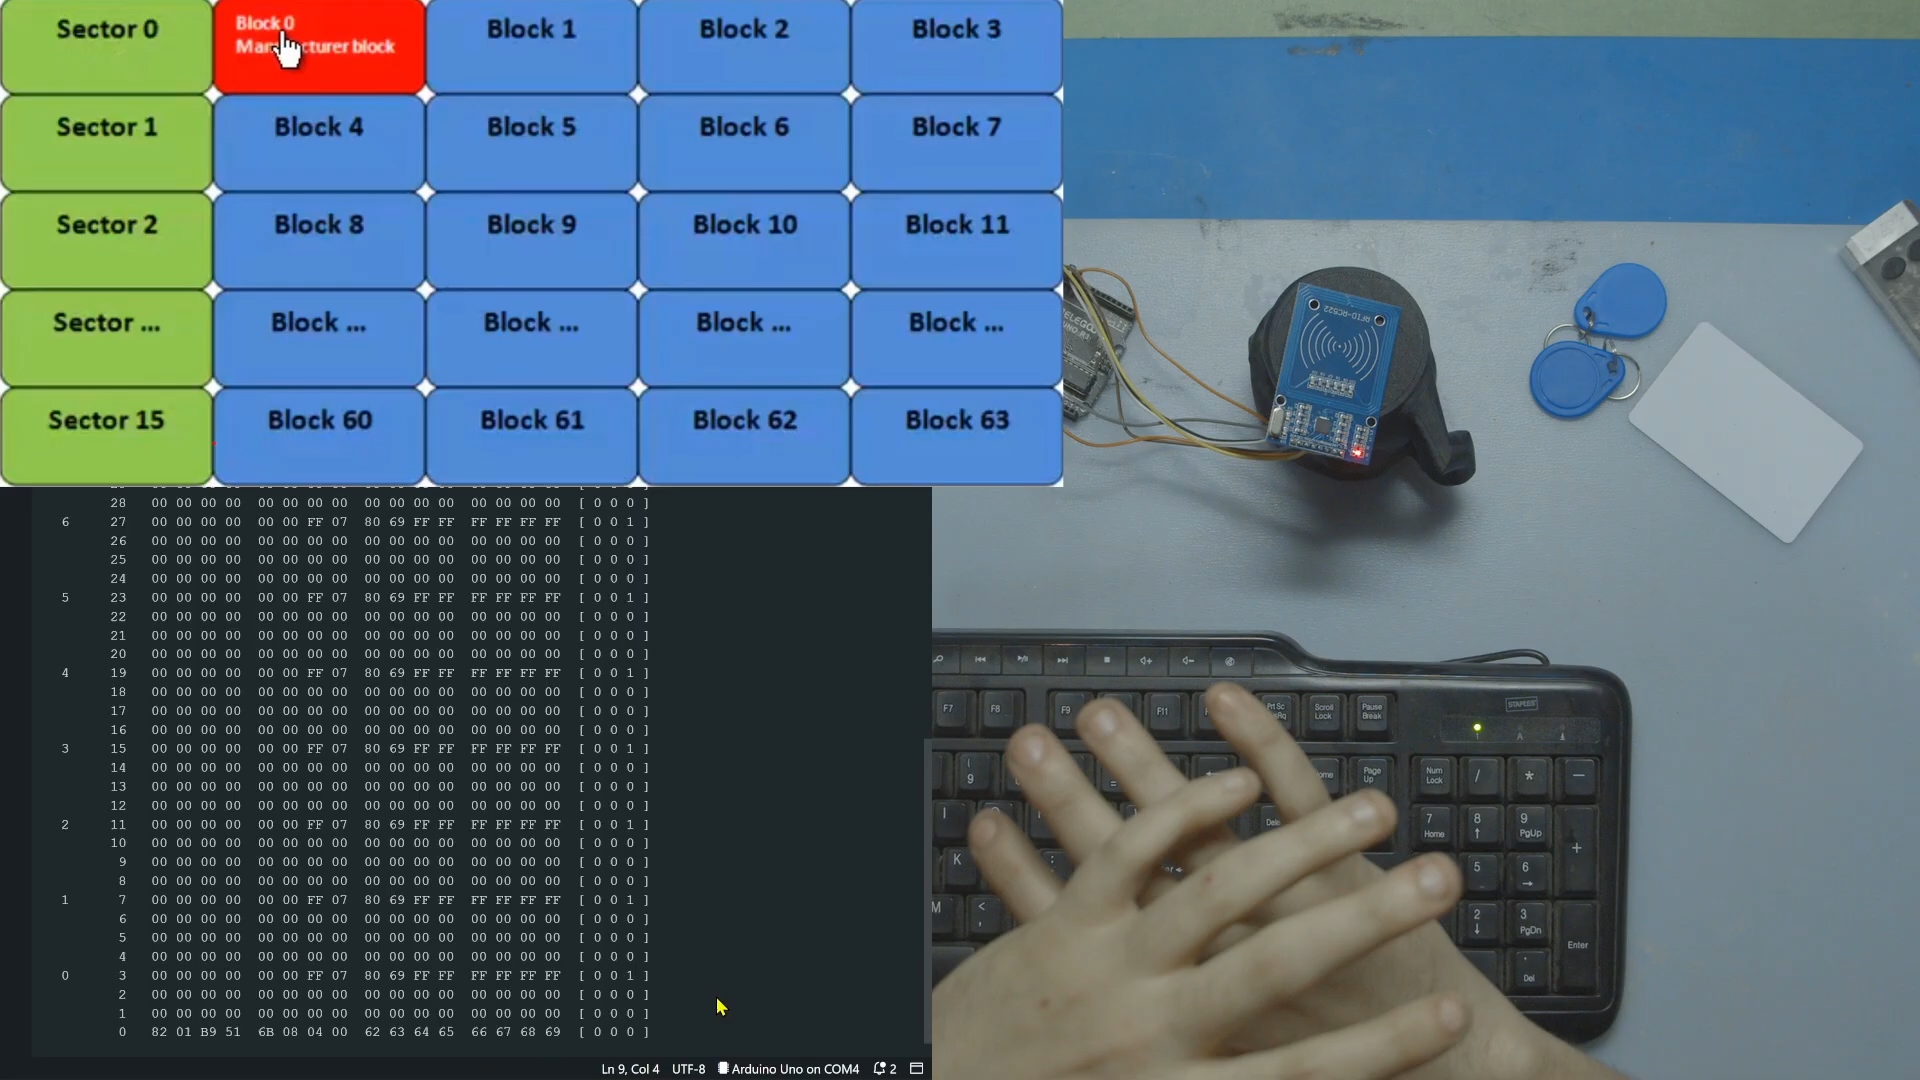 Sector 0 Block 0 Block 1 Block 2 Block 3
block
Sector 1 Block 4 Block 5 Block 6 Block 7
Sector 2 Block 8 Block 9 Block 10 Block 11
Sector ... Block ... Block ... Block ... Block ...
Sector 15 Block 60 Block 61 Block 62 Block 63
28 00 00 00 00 00 00 00 00 00 00 00 00 00 00 00 00 [ 0 0 0 ]
6 27 00 00 00 00 00 00 FF 07 80 69 FF FF FF FF FF FF [ 0 0 1 ]
26 00 00 00 00 00 00 00 00 00 00 00 00 00 00 00 00 [ 0 0 0 ]
25 00 00 00 00 00 00 00 00 00 00 00 00 00 00 00 00 [ 0 0 0 ]
24 00 00 00 00 00 00 00 00 00 00 00 00 00 00 00 00 [ 0 0 0 ]
5 23 00 00 00 00 00 00 FF 07 80 69 FF FF FF FF FF FF [ 0 0 1 ]
22 00 00 00 00 00 00 00 00 00 00 00 00 00 00 00 00 [ 0 0 0 ]
21 00 00 00 00 00 00 00 00 00 00 00 00 00 00 00 00 [ 0 0 0 ]
20 00 00 00 00 00 00 00 00 00 00 00 00 00 00 00 00 [ 0 0 0 ]
4 19 00 00 00 00 00 00 FF 07 80 69 FF FF FF FF FF FF [ 0 0 1 ]
18 00 00 00 00 00 00 00 00 00 00 00 00 00 00 00 00 [ 0 0 0 ]
17 00 00 00 00 00 00 00 00 00 00 00 00 00 00 00 00 [ 0 0 0 ]
16 00 00 00 00 00 00 00 00 00 00 00 00 00 00 00 00 [ 0 0 0 ]
3 15 00 00 00 00 00 00 FF 07 80 69 FF FF FF FF FF FF [ 0 0 1 ]
14 00 00 00 00 00 00 00 00 00 00 00 00 00 00 00 00 [ 0 0 0 ]
13 00 00 00 00 00 00 00 00 00 00 00 00 00 00 00 00 [ 0 0 0 ]
12 00 00 00 00 00 00 00 00 00 00 00 00 00 00 00 00 [ 0 0 0 ]
2 11 00 00 00 00 00 00 FF 07 80 69 FF FF FF FF FF FF [ 0 0 1 ]
10 00 00 00 00 00 00 00 00 00 00 00 00 00 00 00 00 [ 0 0 0 ]
9 00 00 00 00 00 00 00 00 00 00 00 00 00 00 00 00 [ 0 0 0 ]
8 00 00 00 00 00 00 00 00 00 00 00 00 00 00 00 00 [ 0 0 0 ]
1 7 00 00 00 00 00 00 FF 07 80 69 FF FF FF FF FF FF [ 0 0 1 ]
6 00 00 00 00 00 00 00 00 00 00 00 00 00 00 00 00 [ 0 0 0 ]
5 00 00 00 00 00 00 00 00 00 00 00 00 00 00 00 00 [ 0 0 0 ]
4 00 00 00 00 00 00 00 00 00 00 00 00 00 00 00 00 [ 0 0 0 ]
0 3 00 00 00 00 00 00 FF 07 80 69 FF FF FF FF FF FF [ 0 0 1 ]
2 00 00 00 00 00 00 00 00 00 00 00 00 00 00 00 00 [ 0 0 0 ]
1 00 00 00 00 00 00 00 00 00 00 00 00 00 00 00 00 [ 0 0 0 ]
0 82 01 B9 51 6B 08 04 00 62 63 64 65 66 67 68 69 [ 0 0 0 ]
Ln 9, Col 4 UTF-8 Arduino Uno on COM4 2
RFID-RC522
STAPLES
F7 F8 F9 F11 Scroll Lock Pause Break
9 Page Up Num Lock / * −
7 Home 8 ↑ 9 PgUp +
K 5 6 →
M < , 2 ↓ 3 PgDn Enter
. Del